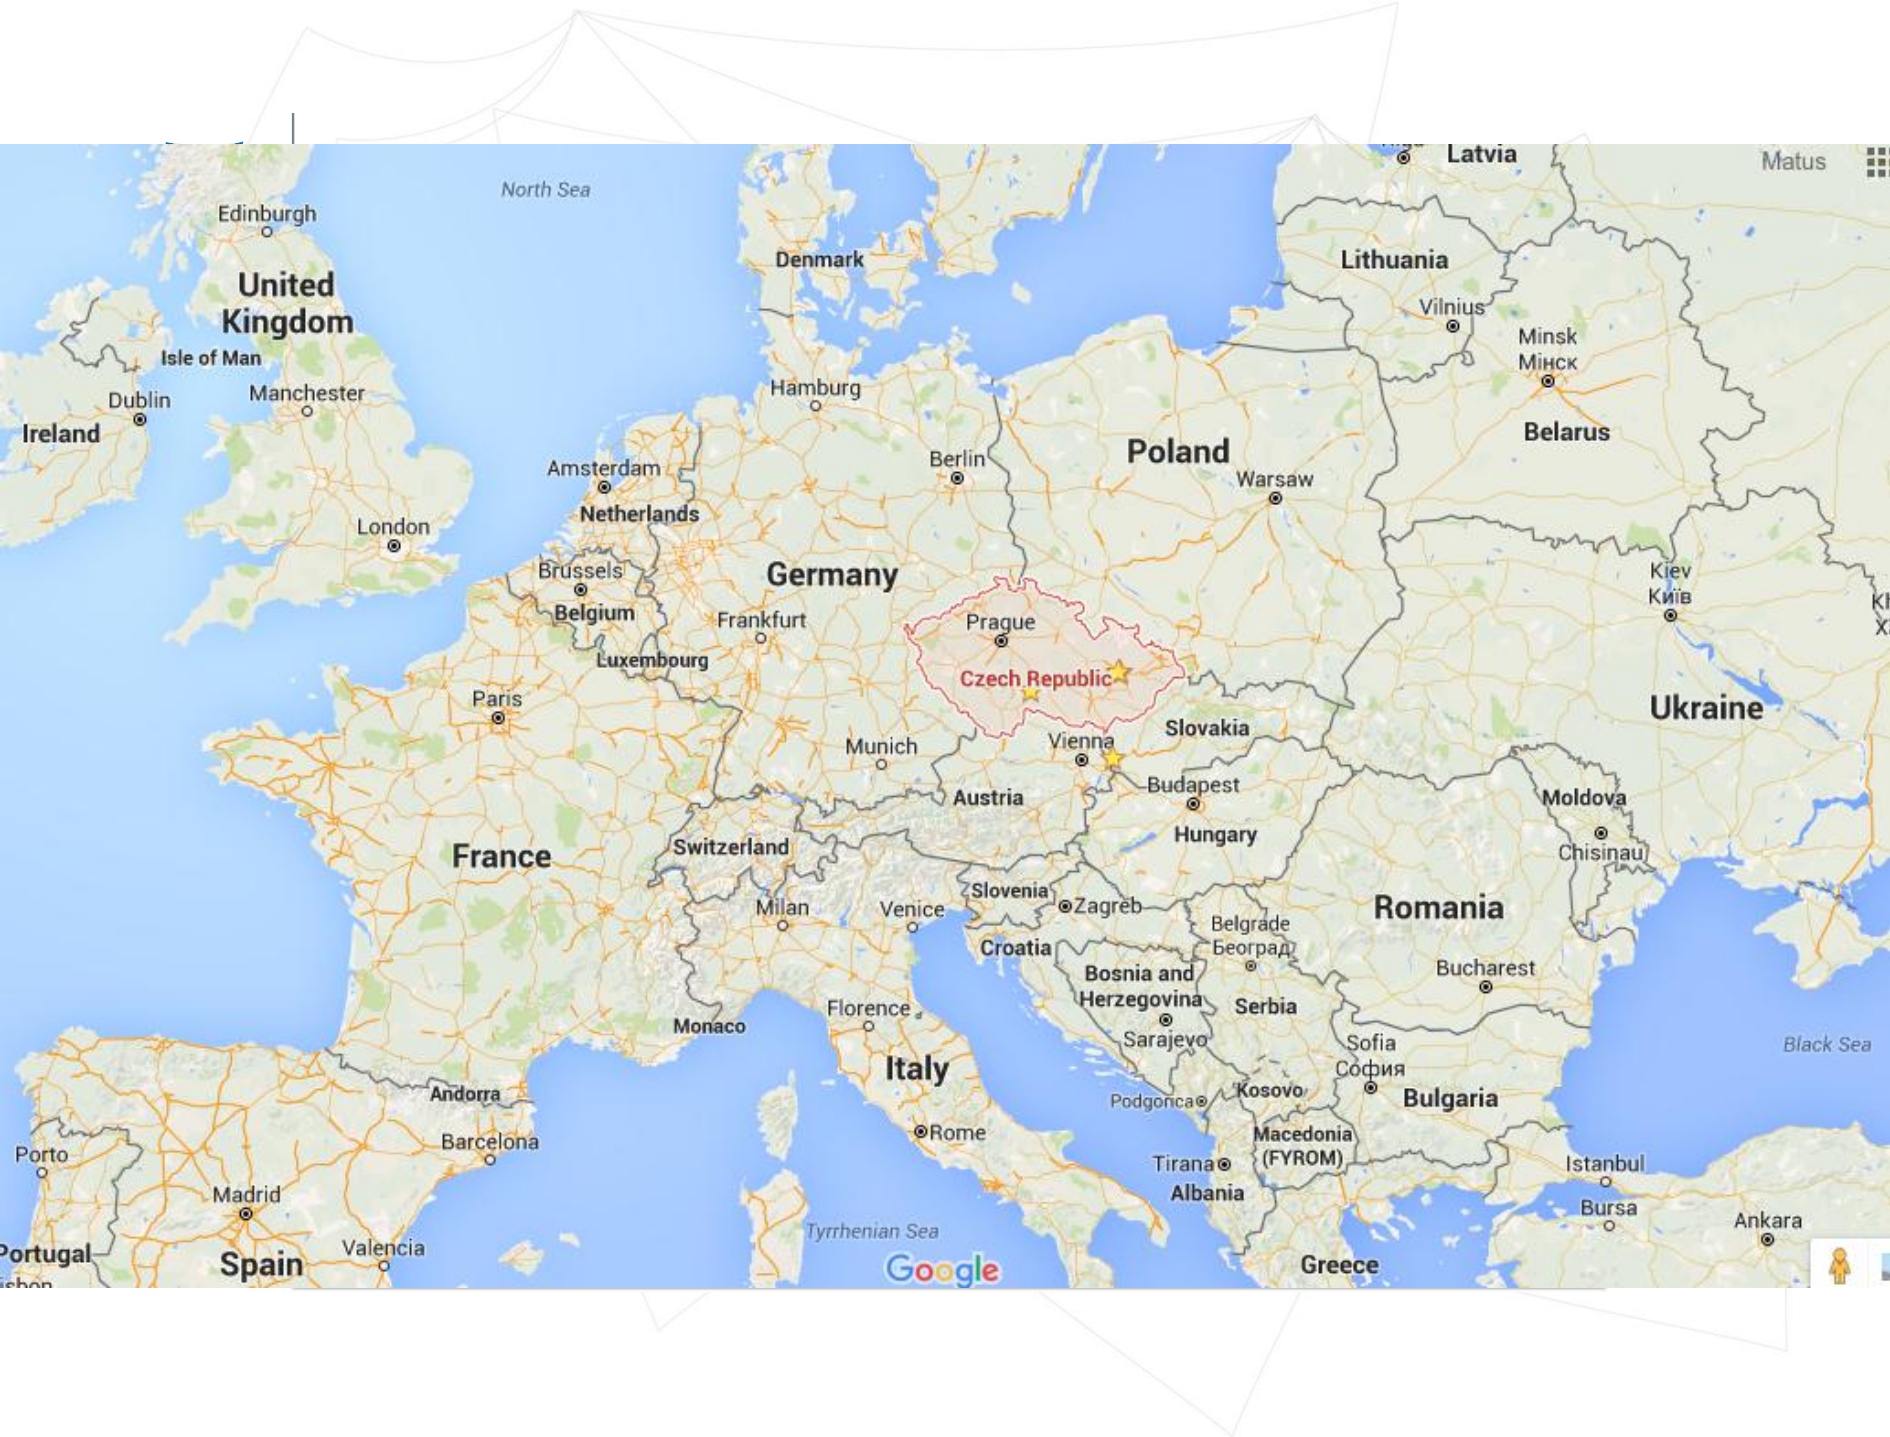 North Sea
Latvia
Matus
Edinburgh
Denmark
Lithuania
United
Kingdom
Vilnius
Minsk
Мінск
Isle of Man
Hamburg
Manchester
Dublin
Ireland
Belarus
Poland
Berlin
Amsterdam
Warsaw
Netherlands
London
Brussels
Germany
Kiev
Київ
Belgium
Frankfurt
Prague
Luxembourg
Czech Republic
Paris
Ukraine
Slovakia
Munich
Vienna
Budapest
Austria
Moldova
Hungary
Switzerland
Chisinau
France
Slovenia
Milan
Venice
Zagreb
Romania
Belgrade
Београд
Croatia
Bosnia and
Herzegovina
Bucharest
Serbia
Florence
Monaco
Sarajevo
Sofia
София
Black Sea
Italy
Andorra
Kosovo
Podgorica
Bulgaria
Rome
Barcelona
Macedonia
(FYROM)
Porto
Tirana
Istanbul
Madrid
Albania
Bursa
Ankara
Tyrrhenian Sea
Portugal
Valencia
Spain
Google
Greece